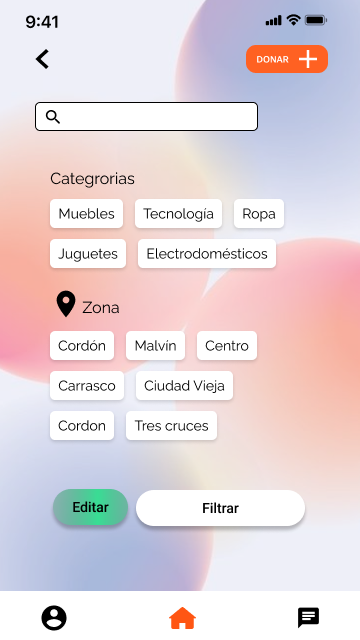 9:41
DONAR
Categrorias
Muebles Tecnología Ropa
Juguetes Electrodomésticos
Zona
Cordón Malvín Centro
Carrasco Ciudad Vieja
Cordon Tres cruces
Editar Filtrar